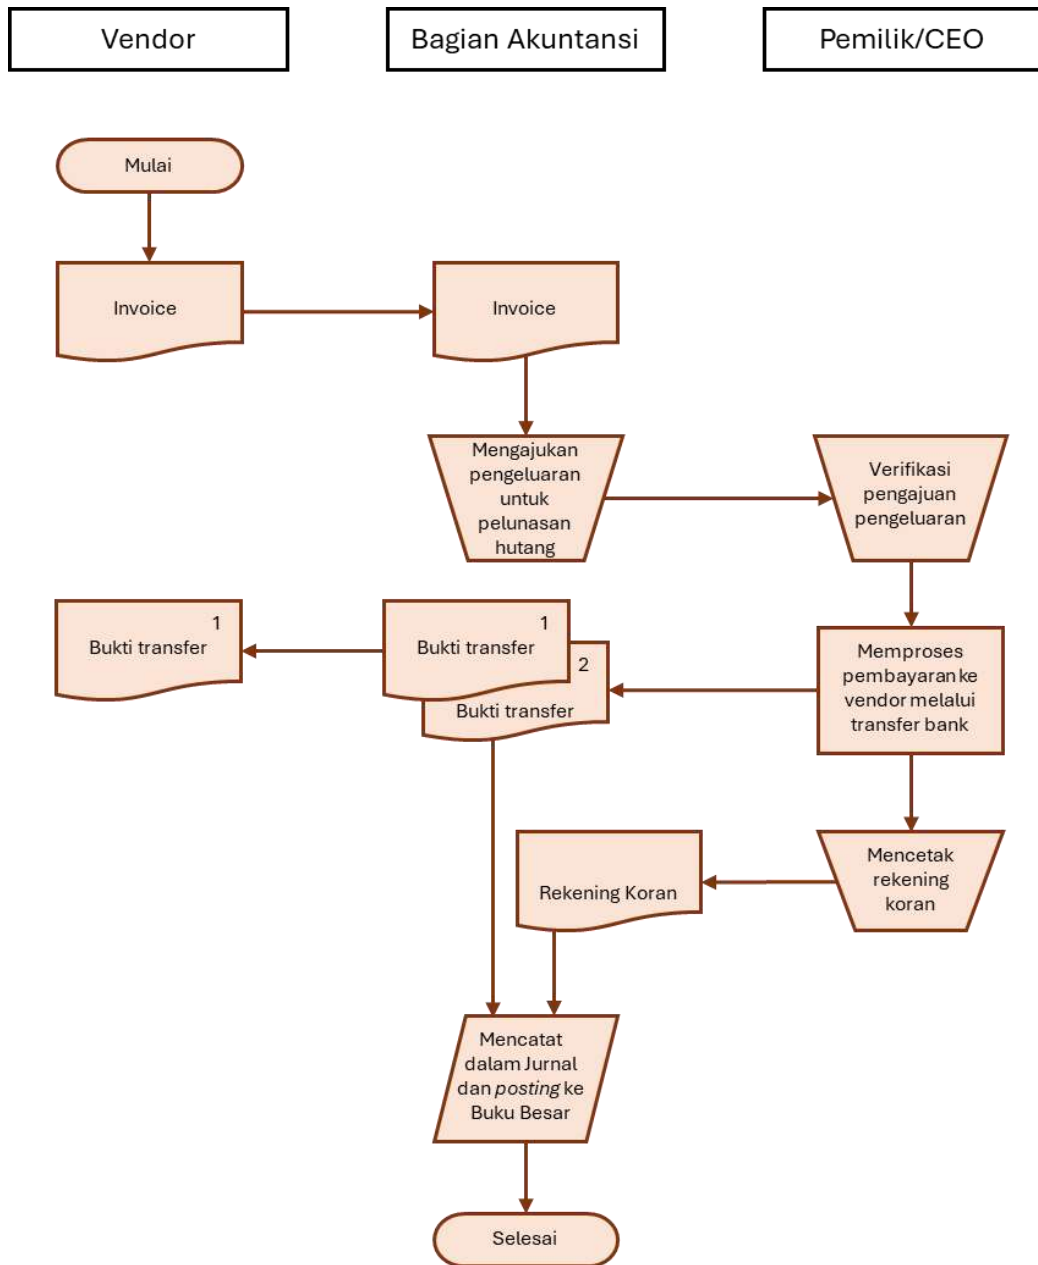 Vendor
Bagian Akuntansi
Pemilik/CEO
Mulai
Invoice
Invoice
Mengajukan
pengeluaran
untuk
pelunasan
hutang
Verifikasi
pengajuan
pengeluaran
1
Bukti transfer
1
Bukti transfer
2
Bukti transfer
Memproses
pembayaran ke
vendor melalui
transfer bank
Rekening Koran
Mencetak
rekening
koran
Mencatat
dalam Jurnal
dan posting ke
Buku Besar
Selesai